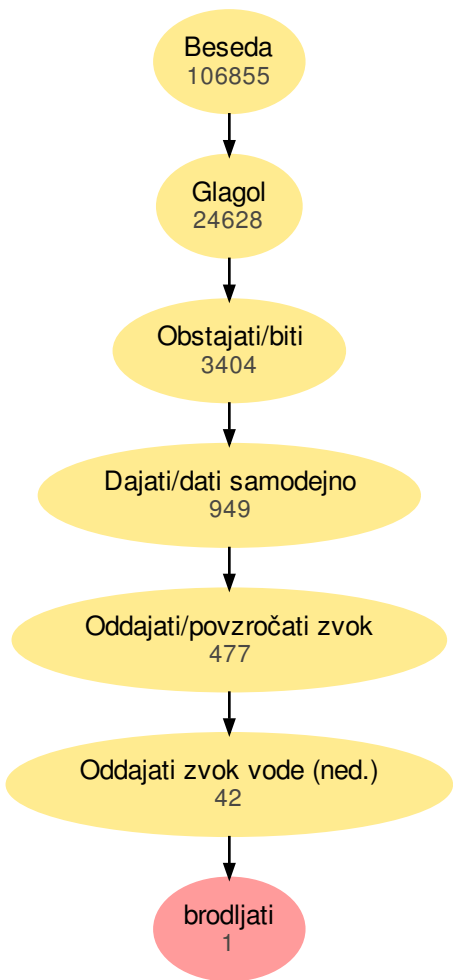 Beseda
106855
Glagol
24628
Obstajati/biti
3404
Dajati/dati samodejno
949
Oddajati/povzročati zvok
477
Oddajati zvok vode (ned.)
42
brodljati
1